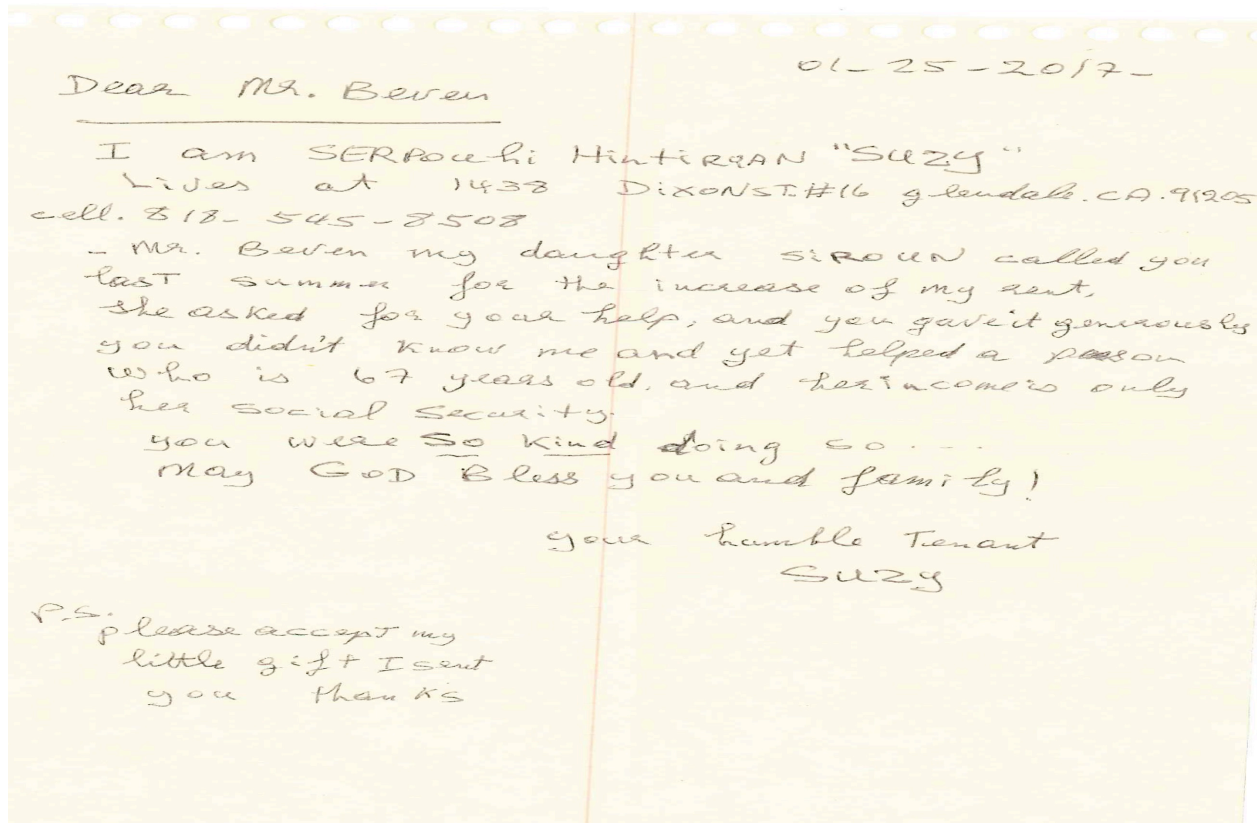 01-25-2017-
Dear Mr. Beven
I am SERPouhi HintiRQAN "SUZY"
Lives at 1438 DiXON ST. #16 glendale. CA. 91205
cell. 818- 545-8508
- Mr. Beven my daughter SiROUN called you
last summer for the increase of my rent.
she asked for your help, and you gave it generously
you didn't know me and yet helped a person
who is 67 years old. and her income is only
her social security.
you were so kind doing so....
may GOD Bless you and family!
your humble Tenant
SUZY
P.S. please accept my
little gift I sent
you thanks